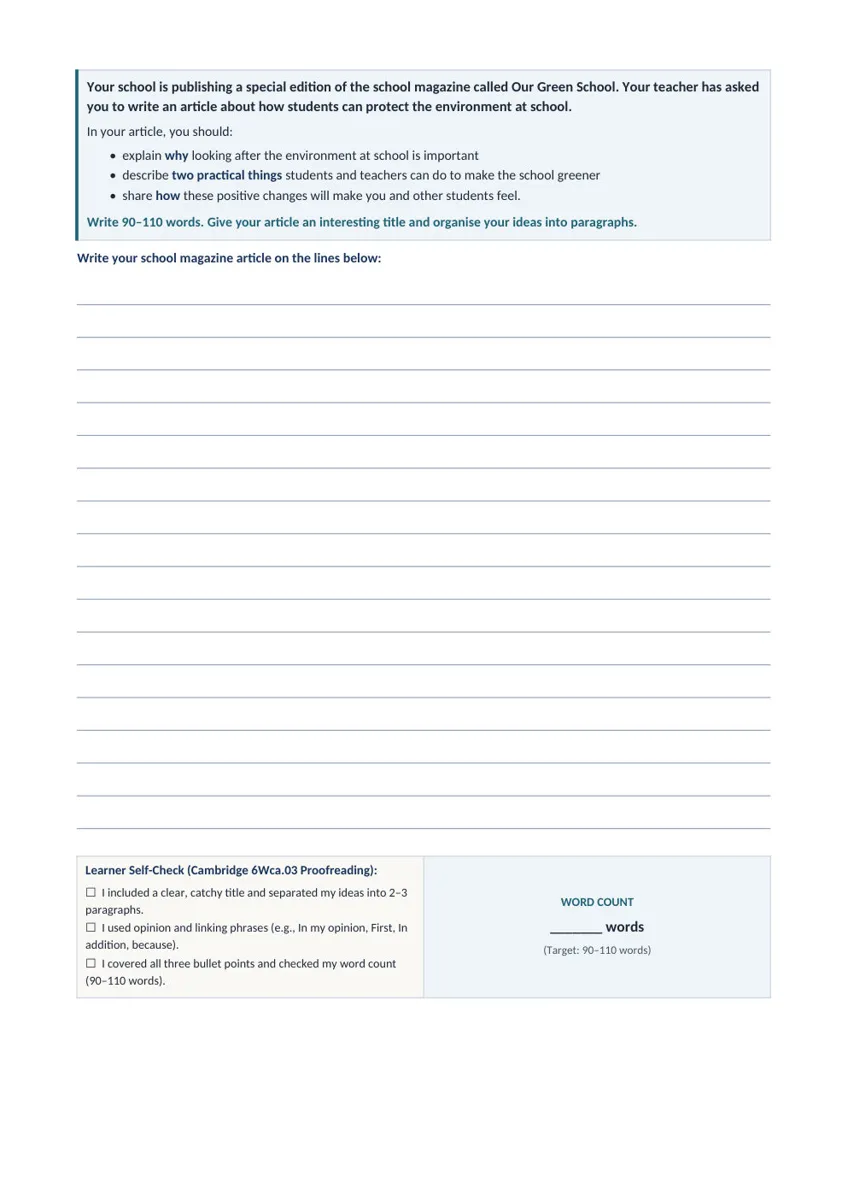 Your school is publishing a special edition of the school magazine called Our Green School. Your teacher has asked
you to write an article about how students can protect the environment at school.
In your article, you should:
• explain why looking after the environment at school is important
• describe two practical things students and teachers can do to make the school greener
• share how these positive changes will make you and other students feel.
Write 90–110 words. Give your article an interesting title and organise your ideas into paragraphs.
Write your school magazine article on the lines below:
Learner Self-Check (Cambridge 6Wca.03 Proofreading):
☐ I included a clear, catchy title and separated my ideas into 2–3
paragraphs.
☐ I used opinion and linking phrases (e.g., In my opinion, First, In
addition, because).
☐ I covered all three bullet points and checked my word count
(90–110 words).
WORD COUNT
_______ words
(Target: 90–110 words)